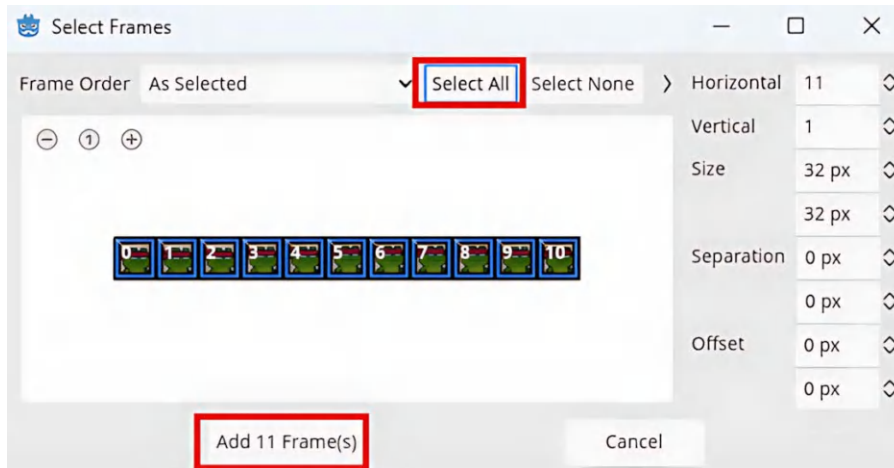 Select Frames
Frame Order As Selected Select All Select None Horizontal 11
Vertical 1
Size 32 px
32 px
Separation 0 px
0 px
Offset 0 px
0 px
1
0 1 2 3 4 5 6 7 8 9 10
Add 11 Frame(s) Cancel